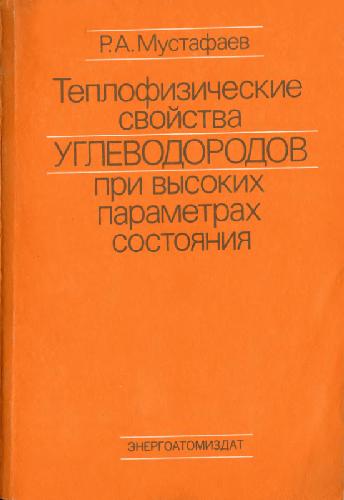 Р.А.Мустафаев
Теплофизические
свойства
УГЛЕВОДОРОДОВ
при высоких
параметрах
состояния
ЭНЕРГОАТОМИЗДАТ